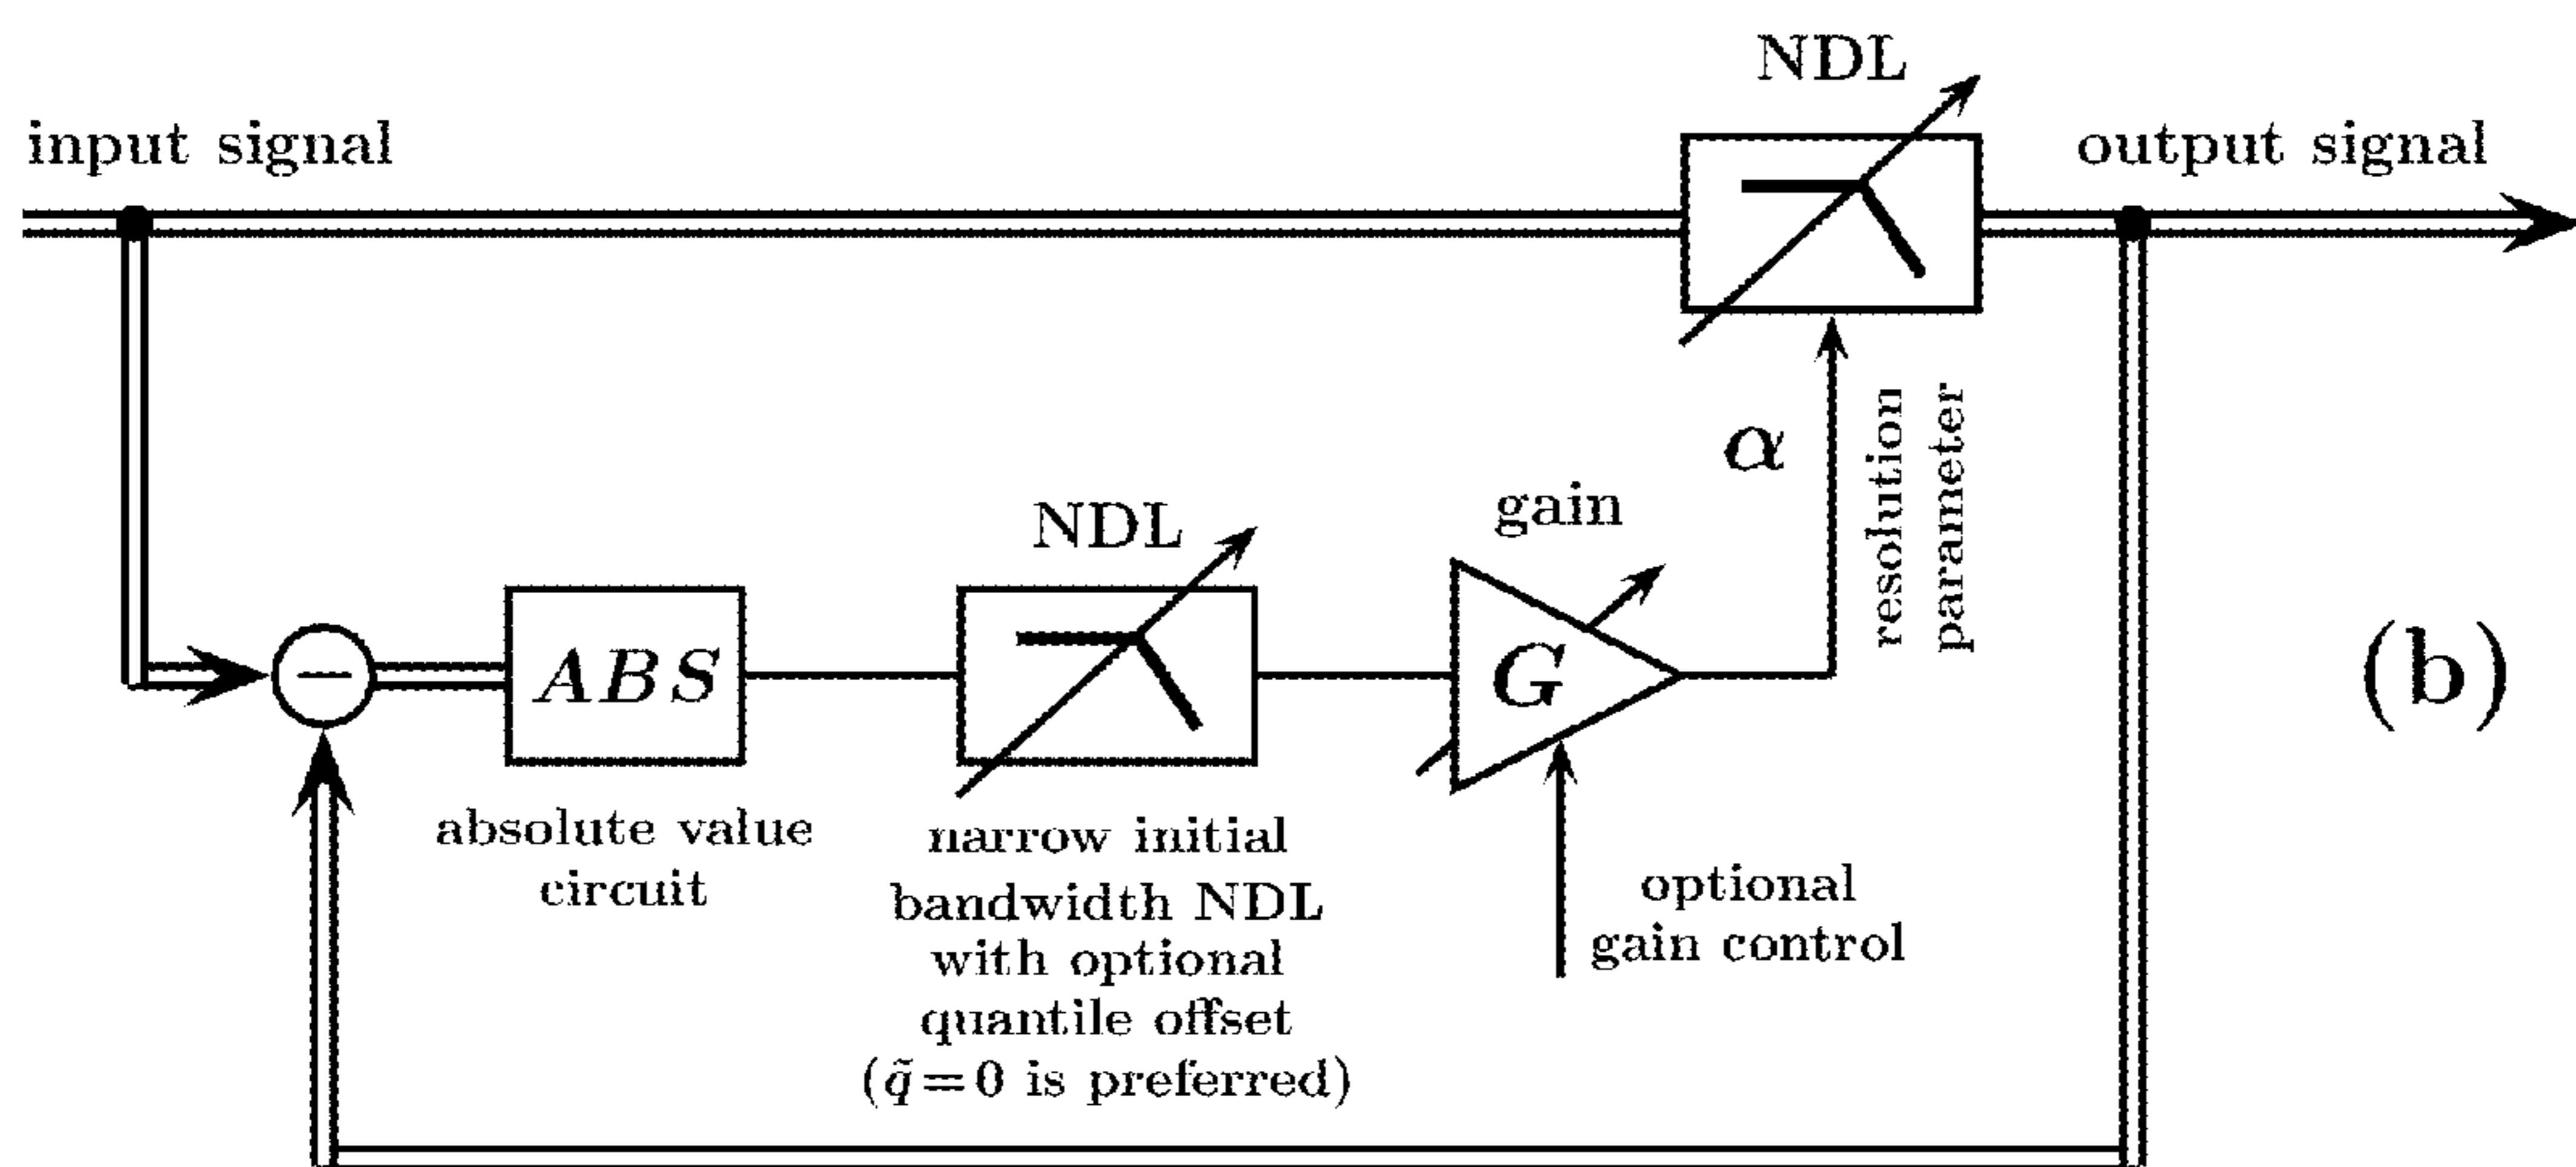 NDL
input signal
output signal
α
resolution
parameter
NDL
gain
−
ABS
G
(b)
absolute value
circuit
narrow initial
bandwidth NDL
with optional
quantile offset
(q̃=0 is preferred)
optional
gain control